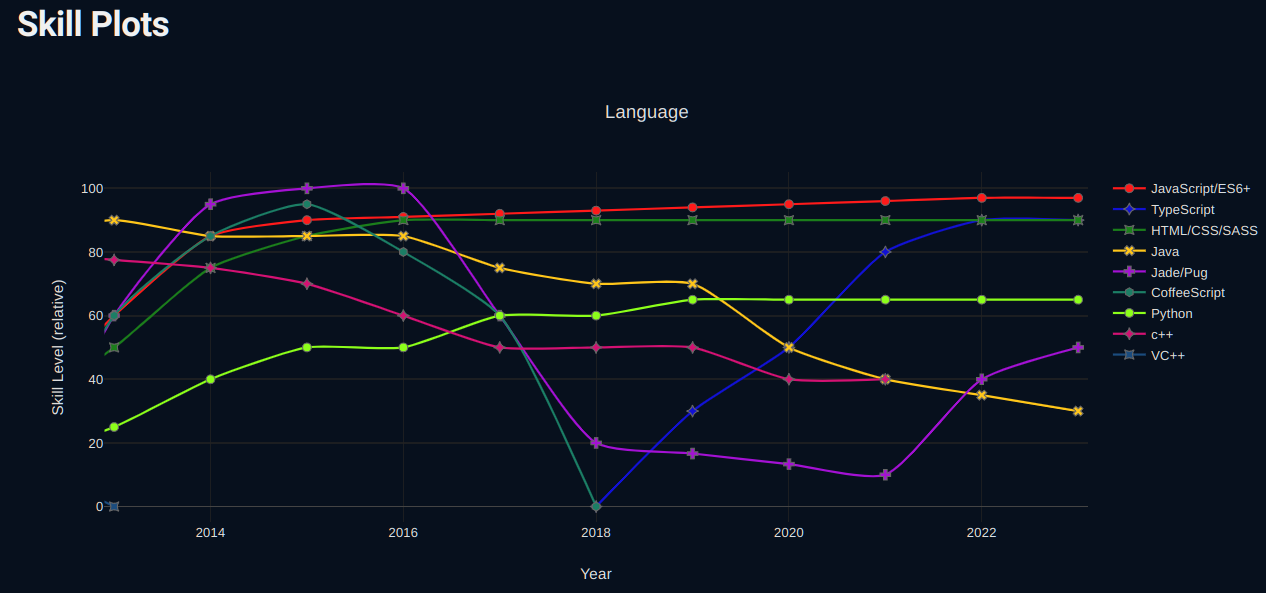 Skill Plots
Language
Skill Level (relative)
100
80
60
40
20
0
2014 2016 2018 2020 2022
Year
JavaScript/ES6+
TypeScript
HTML/CSS/SASS
Java
Jade/Pug
CoffeeScript
Python
c++
VC++